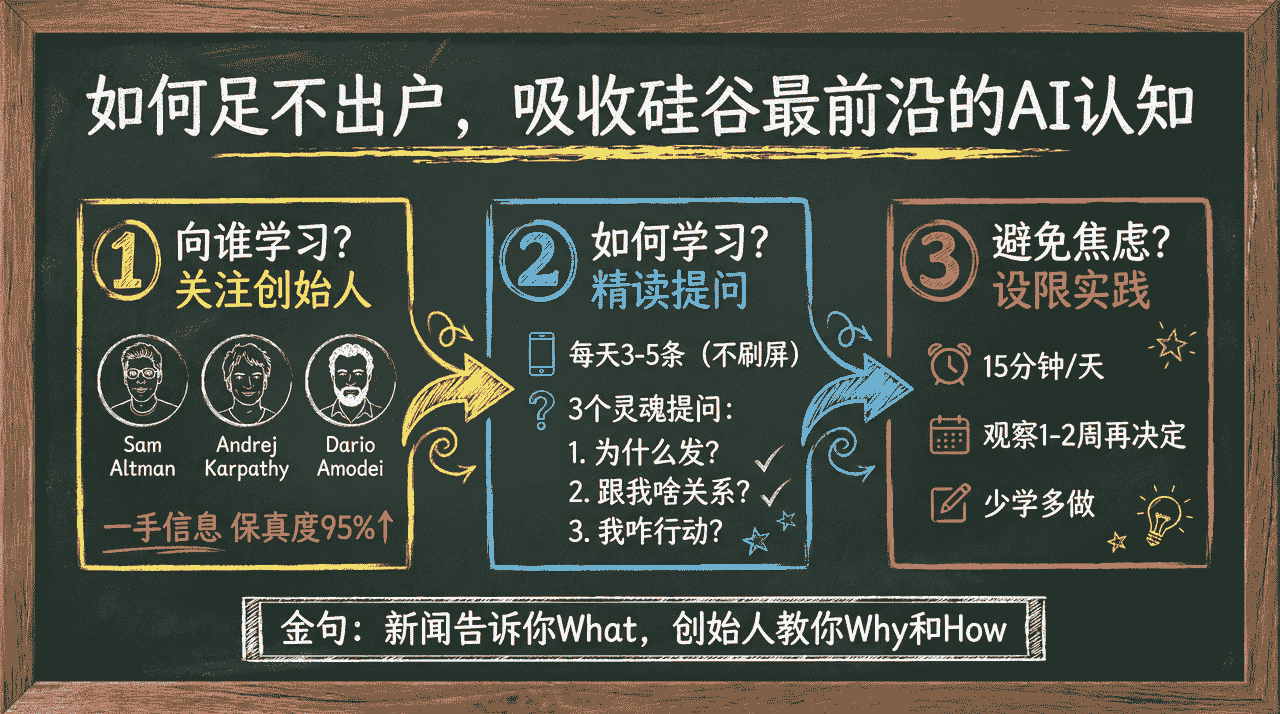 如何足不出户，吸收硅谷最前沿的AI认知
1 向谁学习？
关注创始人
Sam Altman
Andrej Karpathy
Dario Amodei
一手信息 保真度95%↑
2 如何学习？
精读提问
每天3-5条（不刷屏）
? 3个灵魂提问：
1. 为什么发？
2. 跟我啥关系？
3. 我咋行动？
3 避免焦虑？
设限实践
15分钟/天
观察1-2周再决定
少学多做
金句：新闻告诉你What，创始人教你Why和How